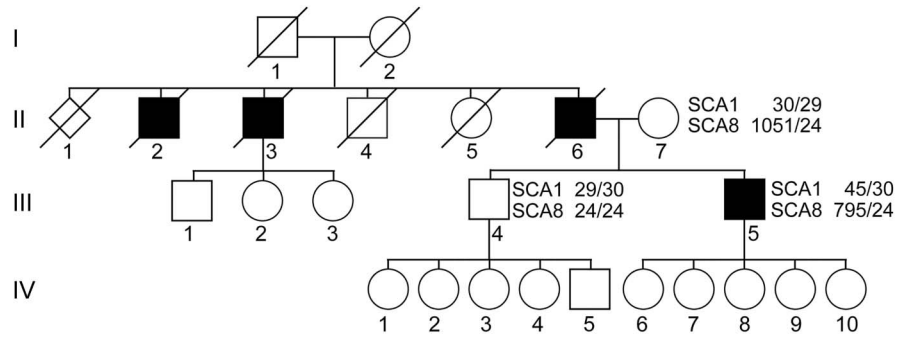 I
1 2
II
SCA1 30/29
SCA8 1051/24
1 2 3 4 5 6 7
III
SCA1 29/30
SCA8 24/24
SCA1 45/30
SCA8 795/24
1 2 3 4 5
IV
1 2 3 4 5 6 7 8 9 10